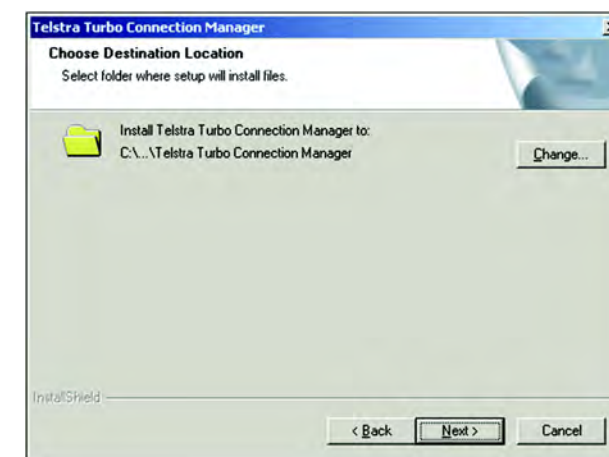 Telstra Turbo Connection Manager
Choose Destination Location
Select folder where setup will install files.
Install Telstra Turbo Connection Manager to:
C:\...\Telstra Turbo Connection Manager
Change...
InstallShield
< Back
Next >
Cancel